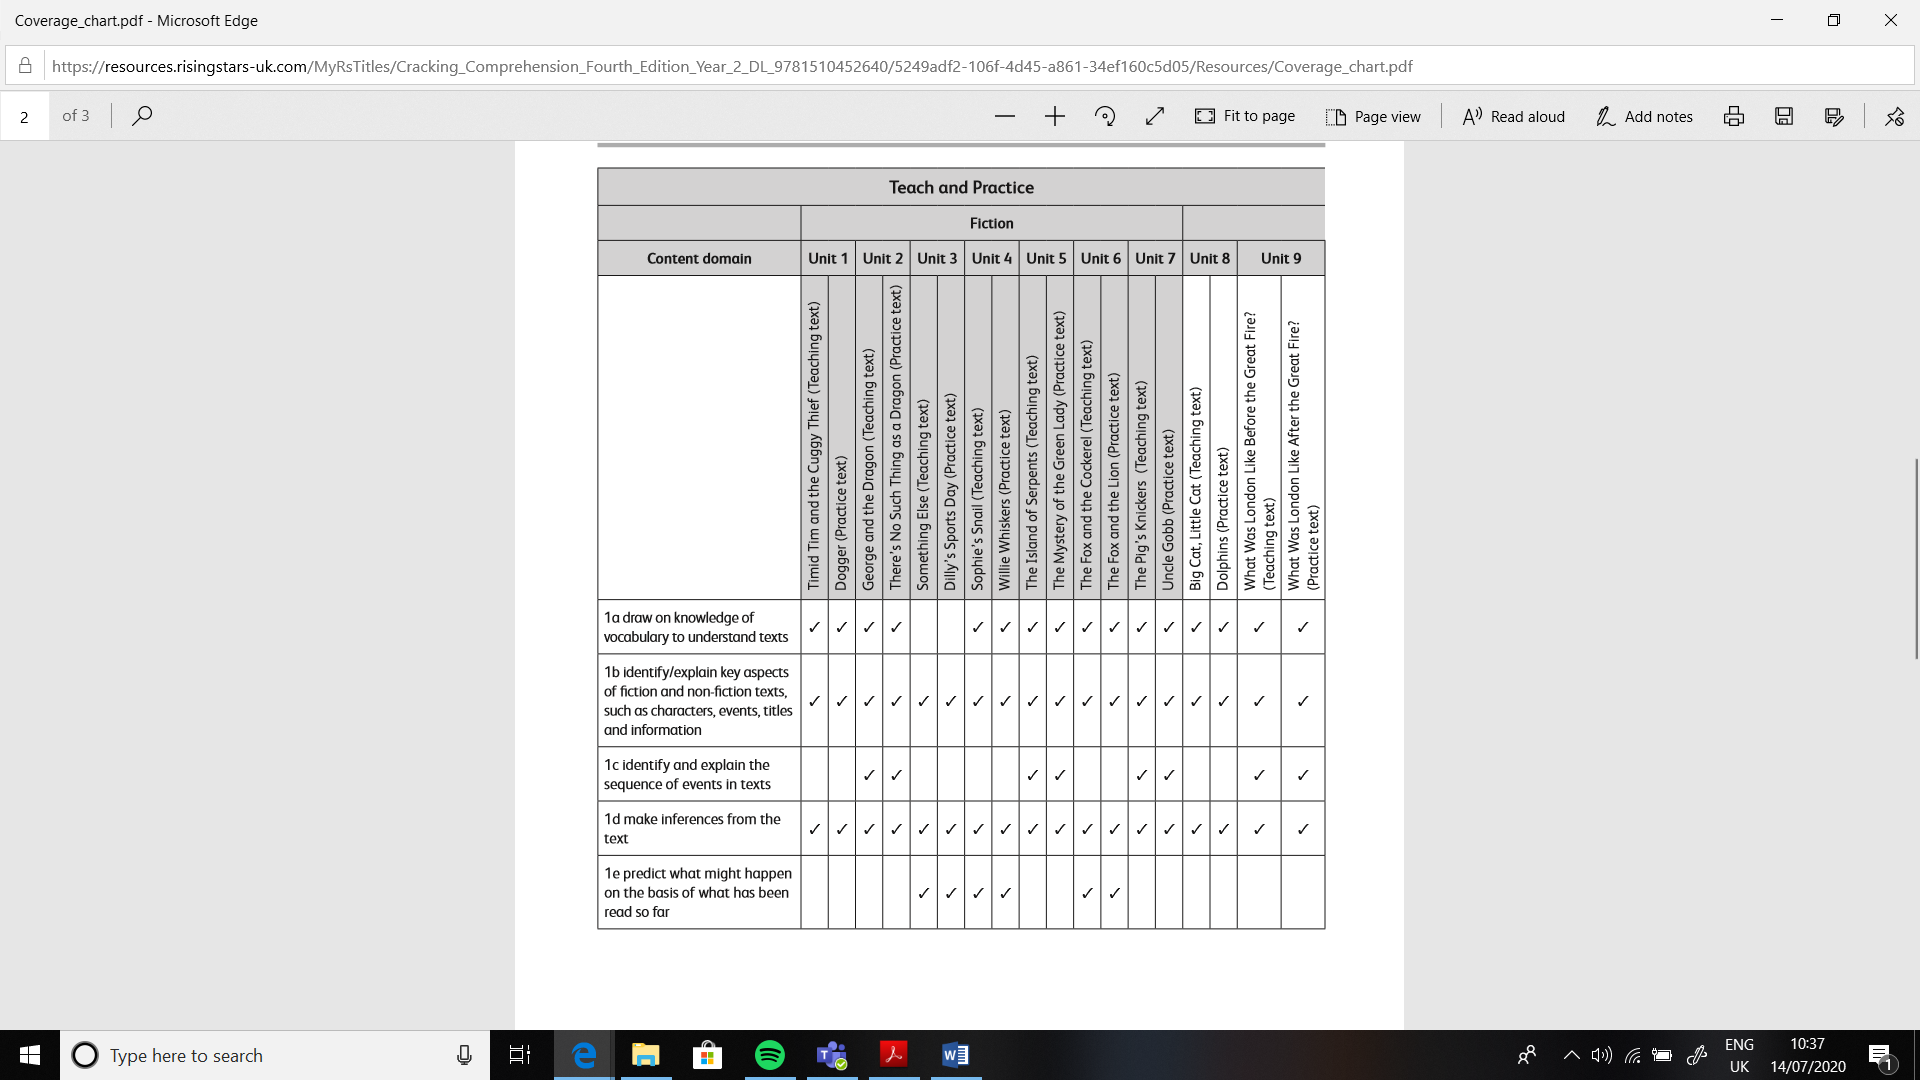 Coverage_chart.pdf - Microsoft Edge
https://resources.risingstars-uk.com/MyRsTitles/Cracking_Comprehension_Fourth_Edition_Year_2_DL_9781510452640/5249adf2-106f-4d45-a861-34ef160c5d05/Resources/Coverage_chart.pdf
2 of 3 Fit to page Page view Read aloud Add notes
Teach and Practice
Fiction
Content domain Unit 1 Unit 2 Unit 3 Unit 4 Unit 5 Unit 6 Unit 7 Unit 8 Unit 9
Timid Tim and the Cuggy Thief (Teaching text)
Dogger (Practice text)
George and the Dragon (Teaching text)
There's No Such Thing as a Dragon (Practice text)
Something Else (Teaching text)
Dilly's Sports Day (Practice text)
Sophie's Snail (Teaching text)
Willie Whiskers (Practice text)
The Island of Serpents (Teaching text)
The Mystery of the Green Lady (Practice text)
The Fox and the Cockerel (Teaching text)
The Fox and the Lion (Practice text)
The Pig's Knickers (Teaching text)
Uncle Gobb (Practice text)
Big Cat, Little Cat (Teaching text)
Dolphins (Practice text)
What Was London Like Before the Great Fire?
(Teaching text)
What Was London Like After the Great Fire?
(Practice text)
1a draw on knowledge of
vocabulary to understand texts
✓ ✓ ✓ ✓ ✓ ✓ ✓ ✓ ✓ ✓ ✓ ✓ ✓ ✓ ✓ ✓
1b identify/explain key aspects
of fiction and non-fiction texts,
such as characters, events, titles
and information
✓ ✓ ✓ ✓ ✓ ✓ ✓ ✓ ✓ ✓ ✓ ✓ ✓ ✓ ✓ ✓ ✓ ✓
1c identify and explain the
sequence of events in texts
✓ ✓ ✓ ✓ ✓ ✓ ✓ ✓
1d make inferences from the
text
✓ ✓ ✓ ✓ ✓ ✓ ✓ ✓ ✓ ✓ ✓ ✓ ✓ ✓ ✓ ✓ ✓ ✓
1e predict what might happen
on the basis of what has been
read so far
✓ ✓ ✓ ✓ ✓ ✓
Type here to search
ENG
UK
10:37
14/07/2020
1